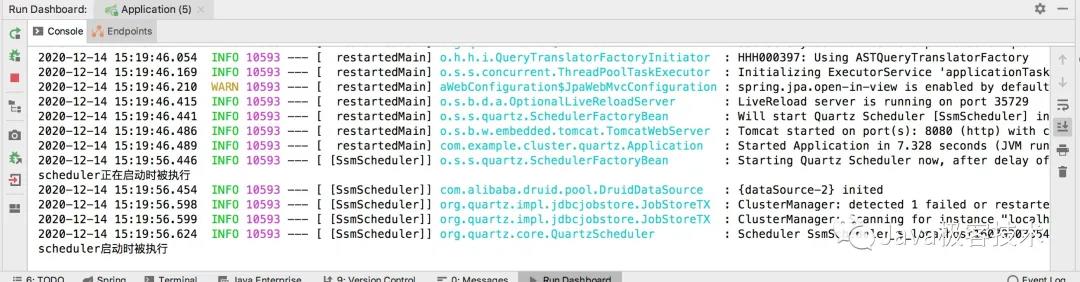 Run Dashboard: Application (5)
Console Endpoints
2020-12-14 15:19:46.054 INFO 10593 --- [ restartedMain] o.h.h.i.QueryTranslatorFactoryInitiator : HHH000397: Using ASTQueryTranslatorFactory
2020-12-14 15:19:46.169 INFO 10593 --- [ restartedMain] o.s.s.concurrent.ThreadPoolTaskExecutor : Initializing ExecutorService 'applicationTask
2020-12-14 15:19:46.210 WARN 10593 --- [ restartedMain] aWebConfiguration$JpaWebMvcConfiguration : spring.jpa.open-in-view is enabled by default
2020-12-14 15:19:46.415 INFO 10593 --- [ restartedMain] o.s.b.d.a.OptionalLiveReloadServer : LiveReload server is running on port 35729
2020-12-14 15:19:46.441 INFO 10593 --- [ restartedMain] o.s.s.quartz.SchedulerFactoryBean : Will start Quartz Scheduler [SsmScheduler] in
2020-12-14 15:19:46.486 INFO 10593 --- [ restartedMain] o.s.b.w.embedded.tomcat.TomcatWebServer : Tomcat started on port(s): 8080 (http) with c
2020-12-14 15:19:46.489 INFO 10593 --- [ restartedMain] com.example.cluster.quartz.Application : Started Application in 7.328 seconds (JVM run
2020-12-14 15:19:56.446 INFO 10593 --- [ [SsmScheduler]] o.s.s.quartz.SchedulerFactoryBean : Starting Quartz Scheduler now, after delay of
scheduler正在启动时被执行
2020-12-14 15:19:56.454 INFO 10593 --- [ [SsmScheduler]] com.alibaba.druid.pool.DruidDataSource : {dataSource-2} inited
2020-12-14 15:19:56.598 INFO 10593 --- [ [SsmScheduler]] org.quartz.impl.jdbcjobstore.JobStoreTX : ClusterManager: detected 1 failed or restarte
2020-12-14 15:19:56.599 INFO 10593 --- [ [SsmScheduler]] org.quartz.impl.jdbcjobstore.JobStoreTX : ClusterManager: Scanning for instance "localh
2020-12-14 15:19:56.624 INFO 10593 --- [ [SsmScheduler]] org.quartz.core.QuartzScheduler : Scheduler
scheduler启动时被执行
Java极客技术
6: TODO Spring Terminal Java Enterprise 9: Version Control 0: Messages Run Dashboard Event Log